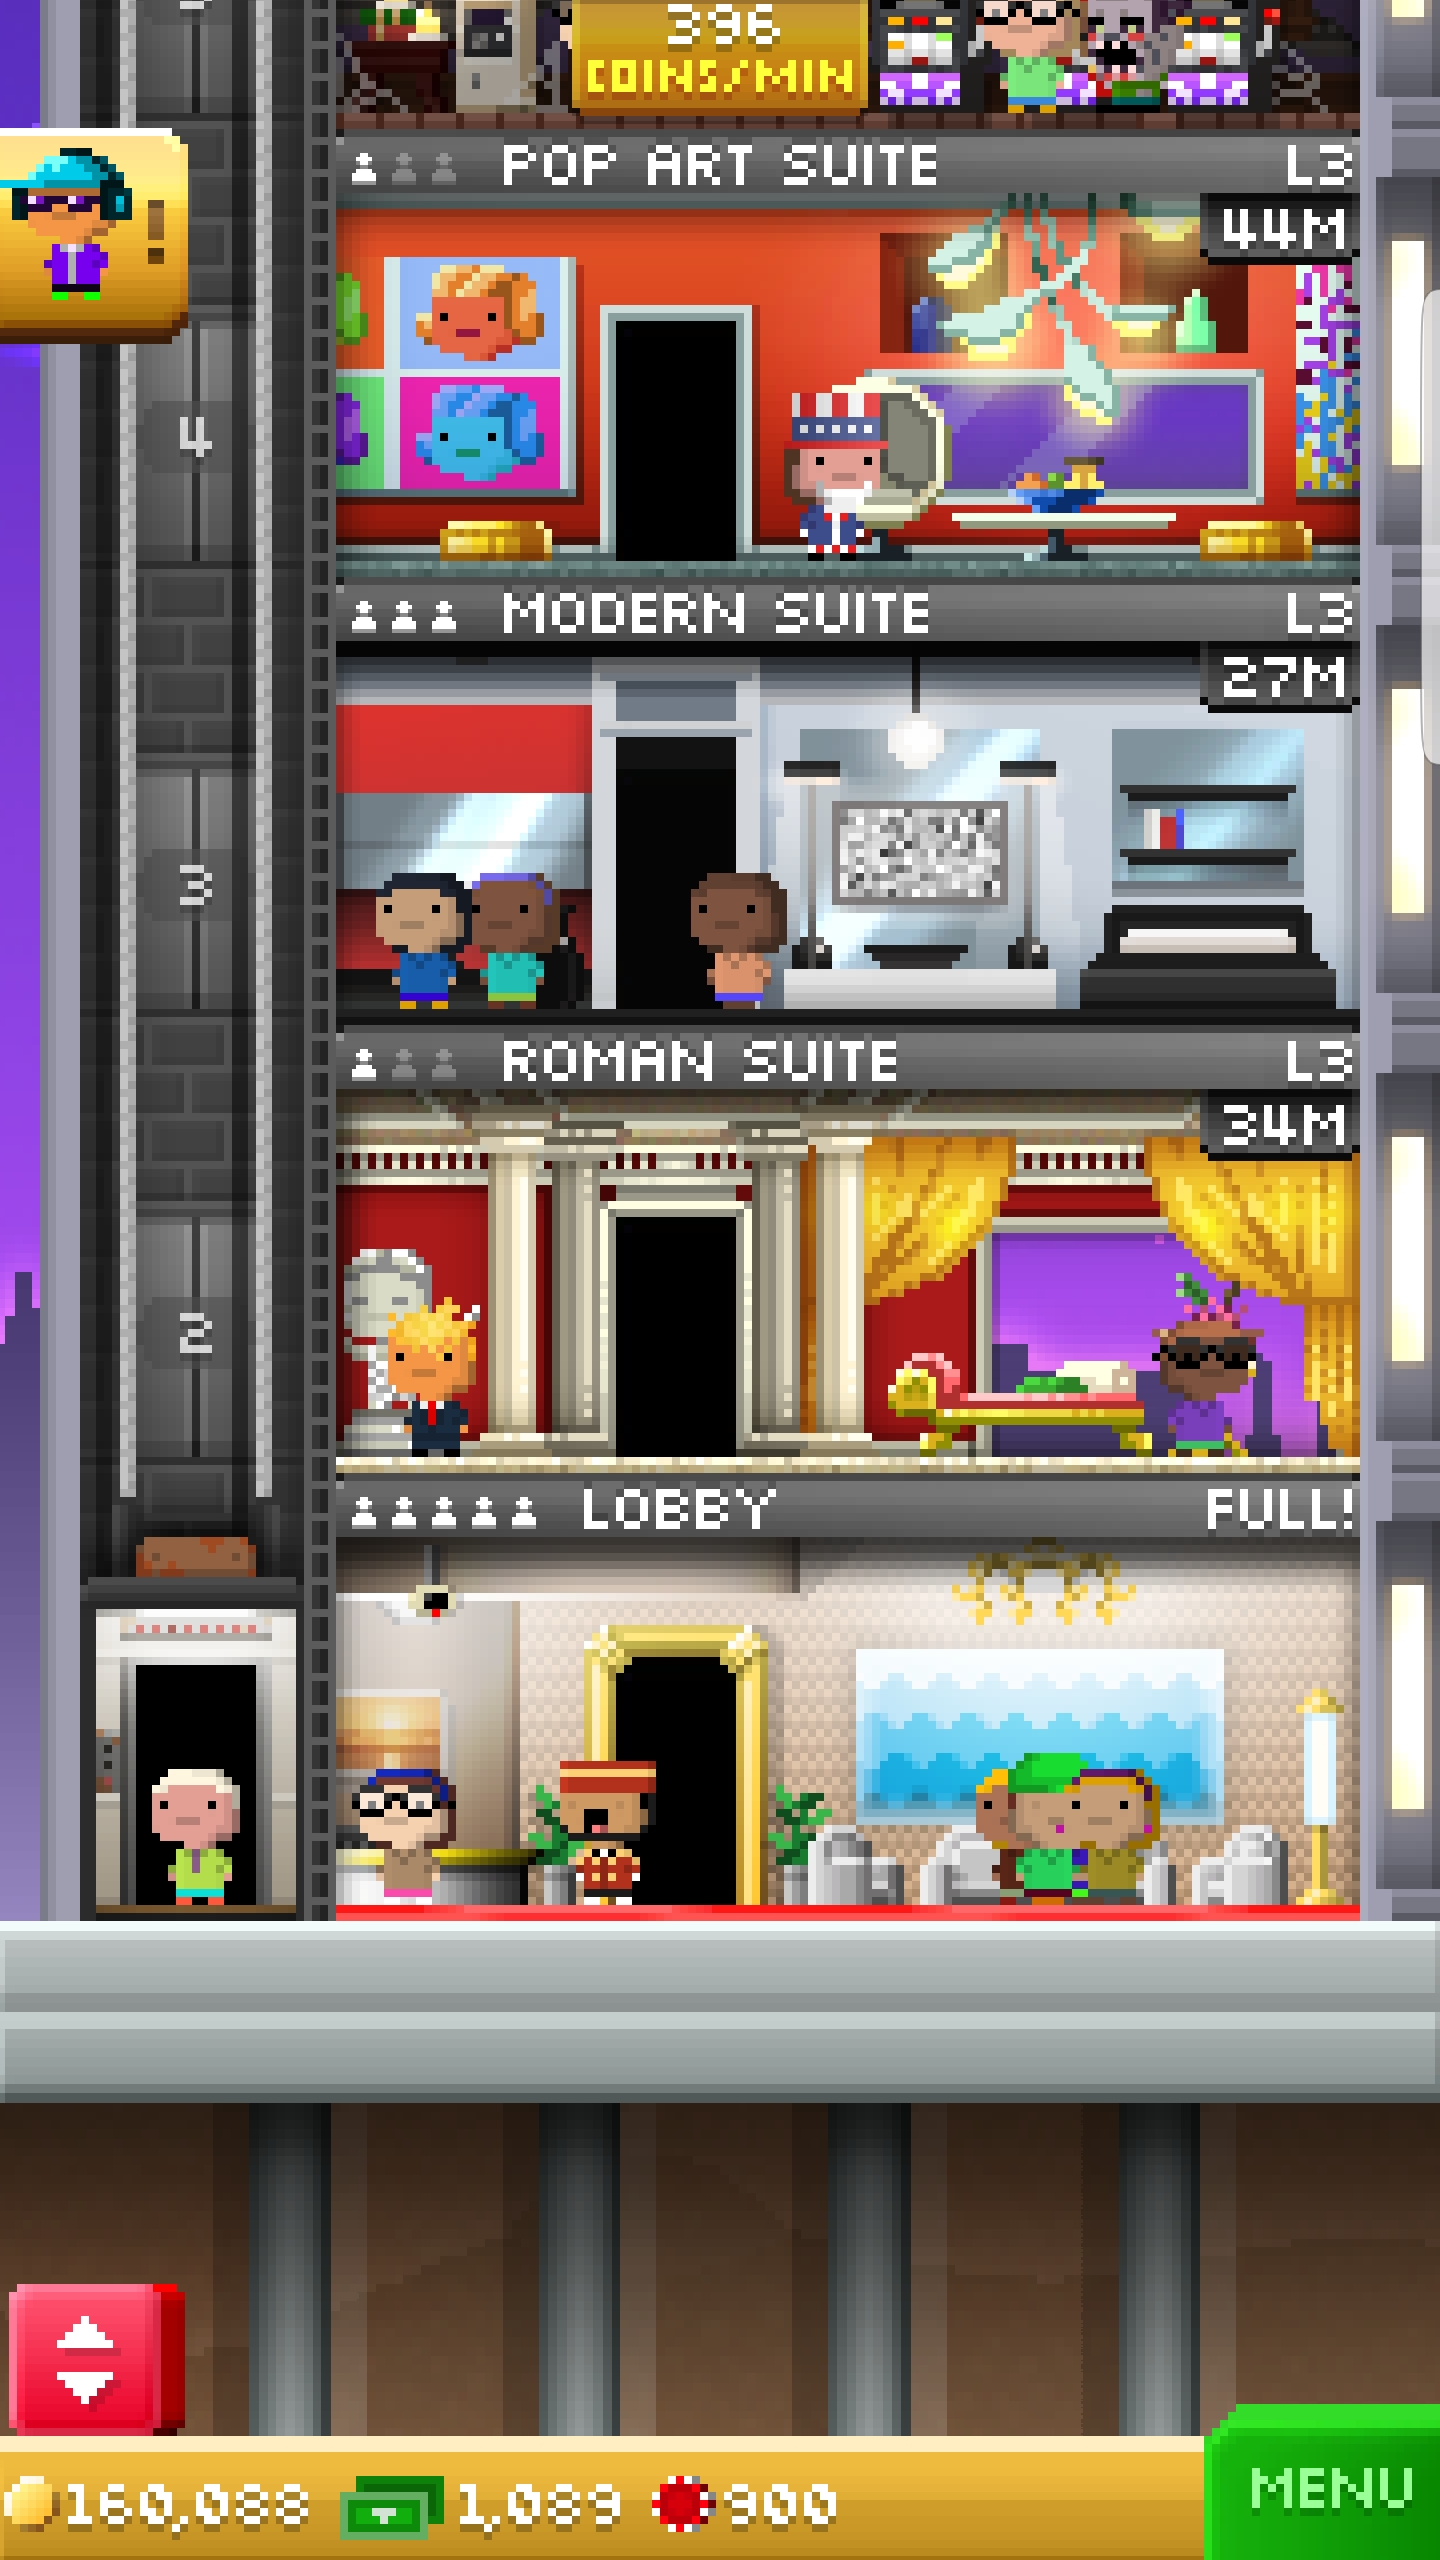 396
COINS/MIN
!
POP ART SUITE L3
44M
4
MODERN SUITE L3
27M
3
ROMAN SUITE L3
34M
2
LOBBY FULL!
160,088 1,089 900
MENU